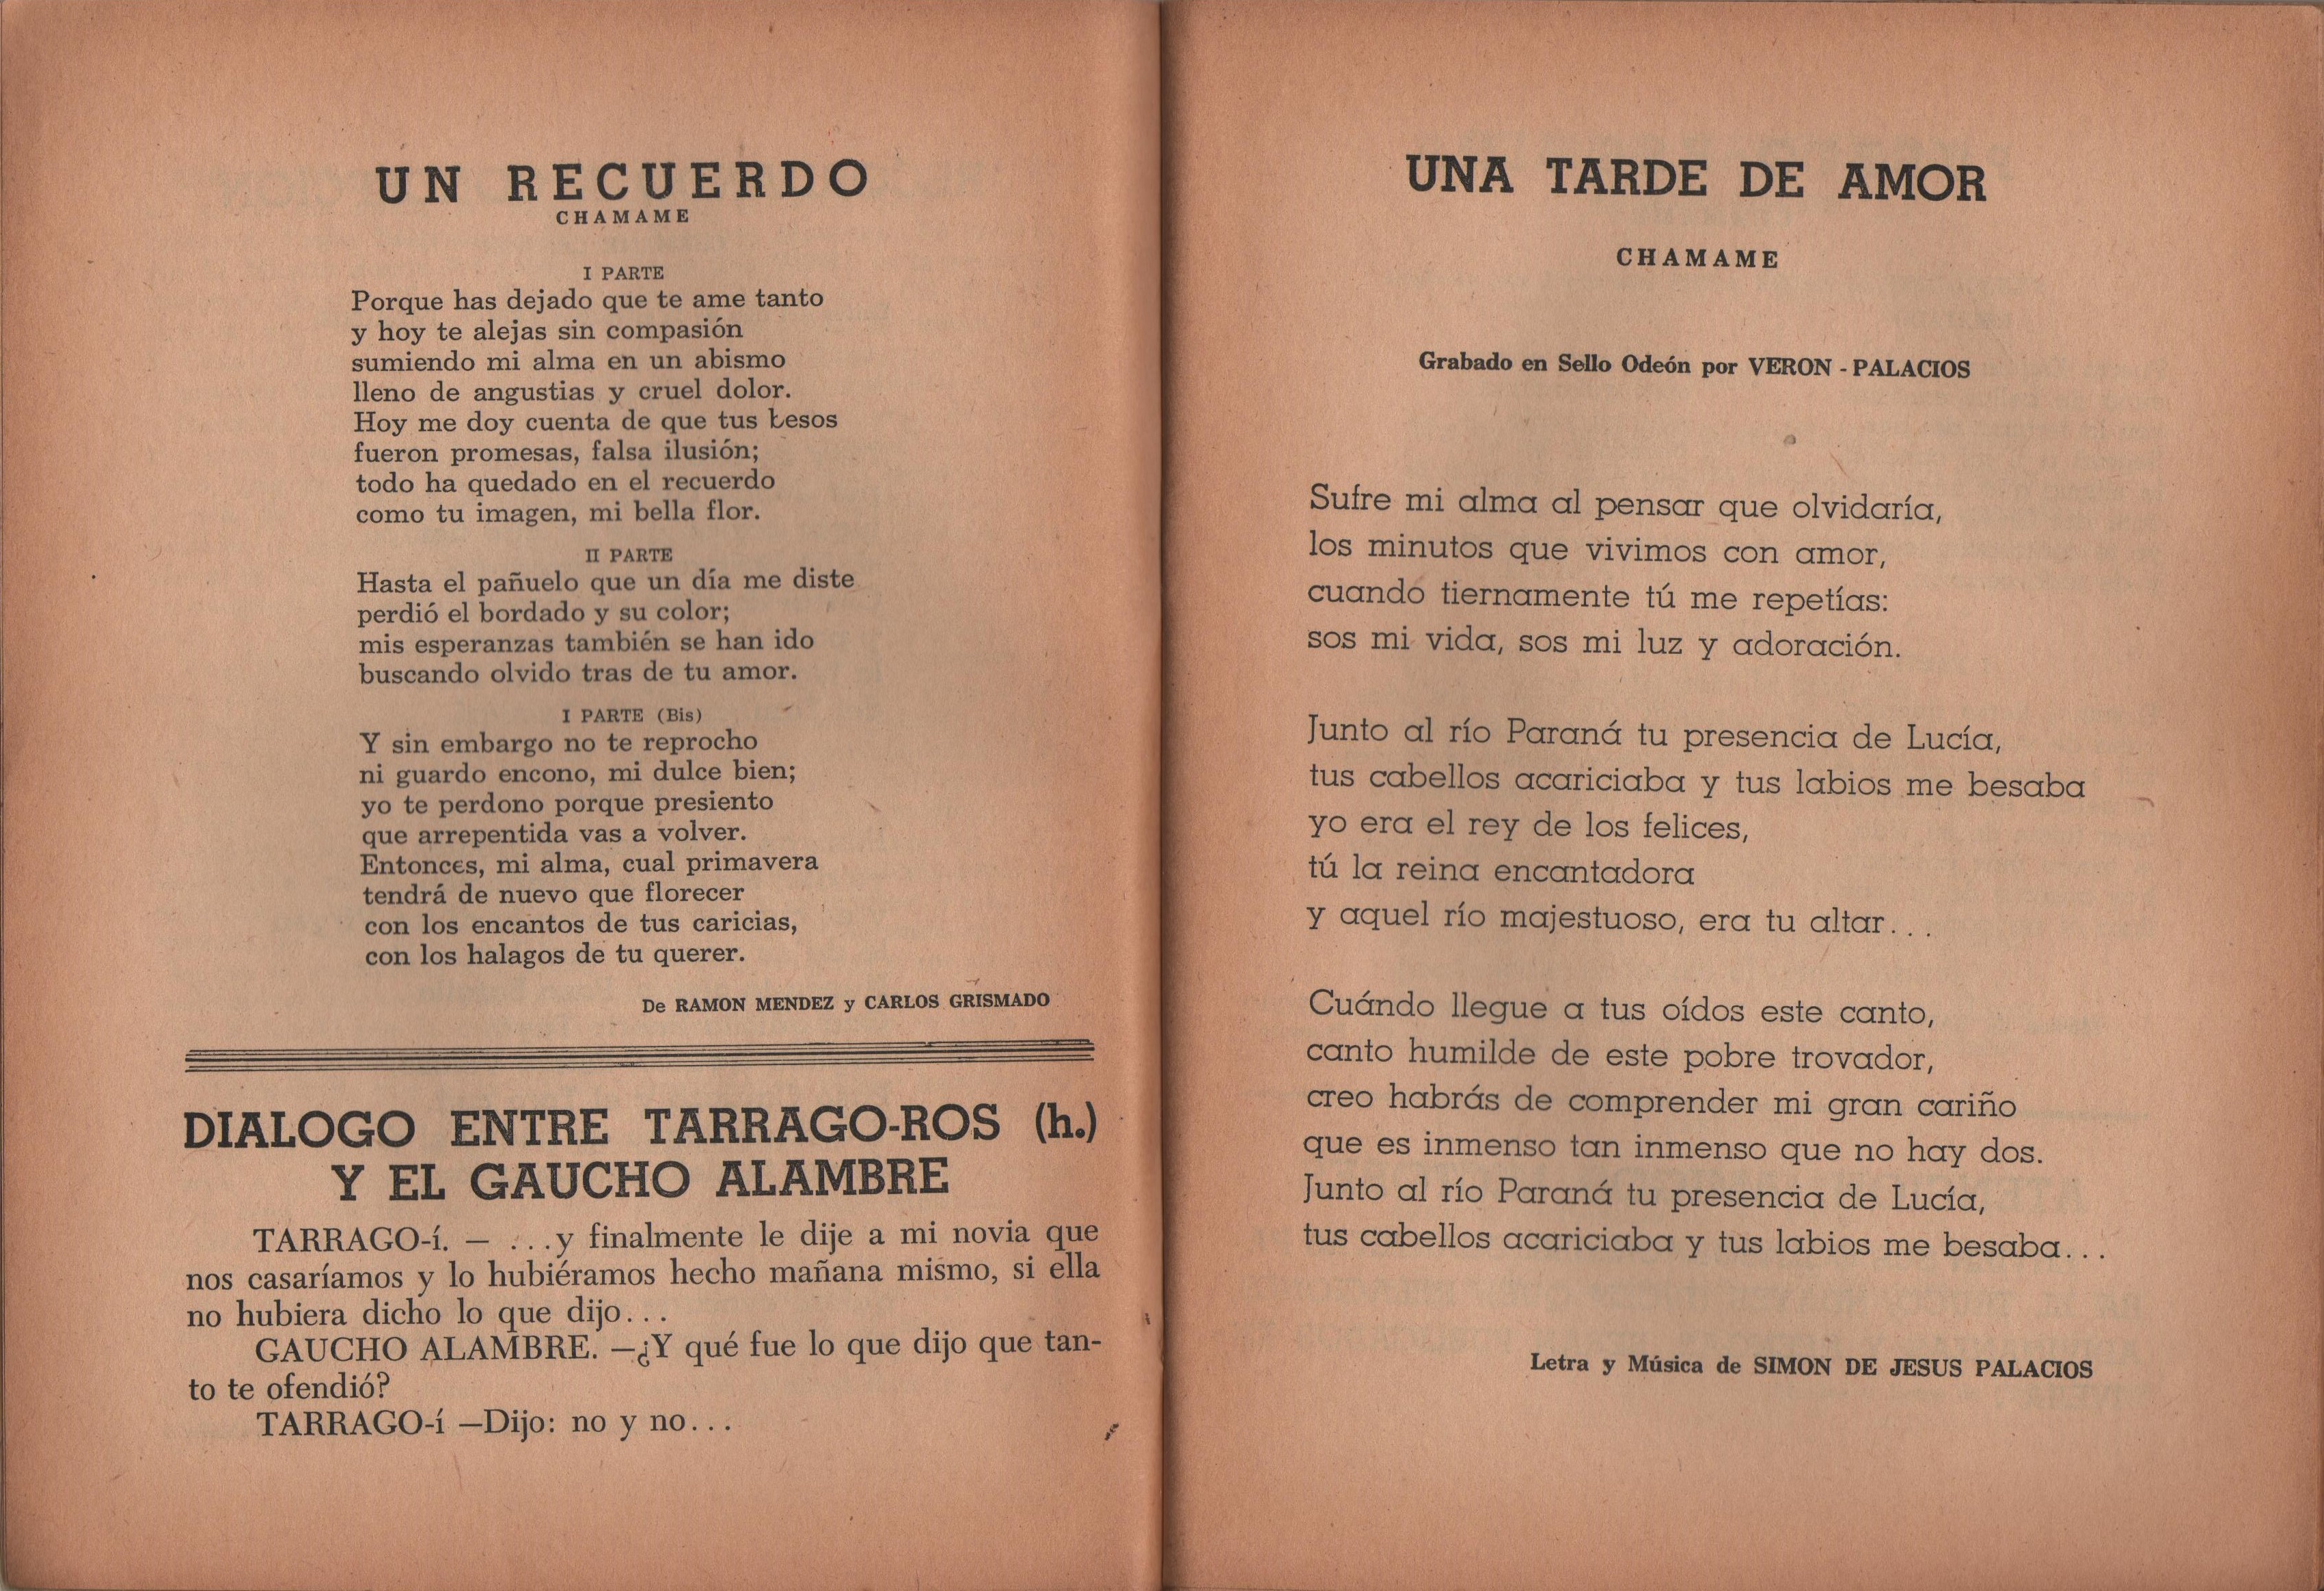 UN RECUERDO
CHAMAME
I PARTE
Porque has dejado que te ame tanto
y hoy te alejas sin compasión
sumiendo mi alma en un abismo
lleno de angustias y cruel dolor.
Hoy me doy cuenta de que tus besos
fueron promesas, falsa ilusión;
todo ha quedado en el recuerdo
como tu imagen, mi bella flor.
II PARTE
Hasta el pañuelo que un día me diste
perdió el bordado y su color;
mis esperanzas también se han ido
buscando olvido tras de tu amor.
I PARTE (Bis)
Y sin embargo no te reprocho
ni guardo encono, mi dulce bien;
yo te perdono porque presiento
que arrepentida vas a volver.
Entonces, mi alma, cual primavera
tendrá de nuevo que florecer
con los encantos de tus caricias,
con los halagos de tu querer.
De RAMON MENDEZ y CARLOS GRISMADO
DIALOGO ENTRE TARRAGO-ROS (h.)
Y EL GAUCHO ALAMBRE
TARRAGO-í. — ...y finalmente le dije a mi novia que
nos casaríamos y lo hubiéramos hecho mañana mismo, si ella
no hubiera dicho lo que dijo...
GAUCHO ALAMBRE. —¿Y qué fue lo que dijo que tan-
to te ofendió?
TARRAGO-í —Dijo: no y no...
UNA TARDE DE AMOR
CHAMAME
Grabado en Sello Odeón por VERON - PALACIOS
Sufre mi alma al pensar que olvidaría,
los minutos que vivimos con amor,
cuando tiernamente tú me repetías:
sos mi vida, sos mi luz y adoración.
Junto al río Paraná tu presencia de Lucía,
tus cabellos acariciaba y tus labios me besaba
yo era el rey de los felices,
tú la reina encantadora
y aquel río majestuoso, era tu altar...
Cuándo llegue a tus oídos este canto,
canto humilde de este pobre trovador,
creo habrás de comprender mi gran cariño
que es inmenso tan inmenso que no hay dos.
Junto al río Paraná tu presencia de Lucía,
tus cabellos acariciaba y tus labios me besaba...
Letra y Música de SIMON DE JESUS PALACIOS